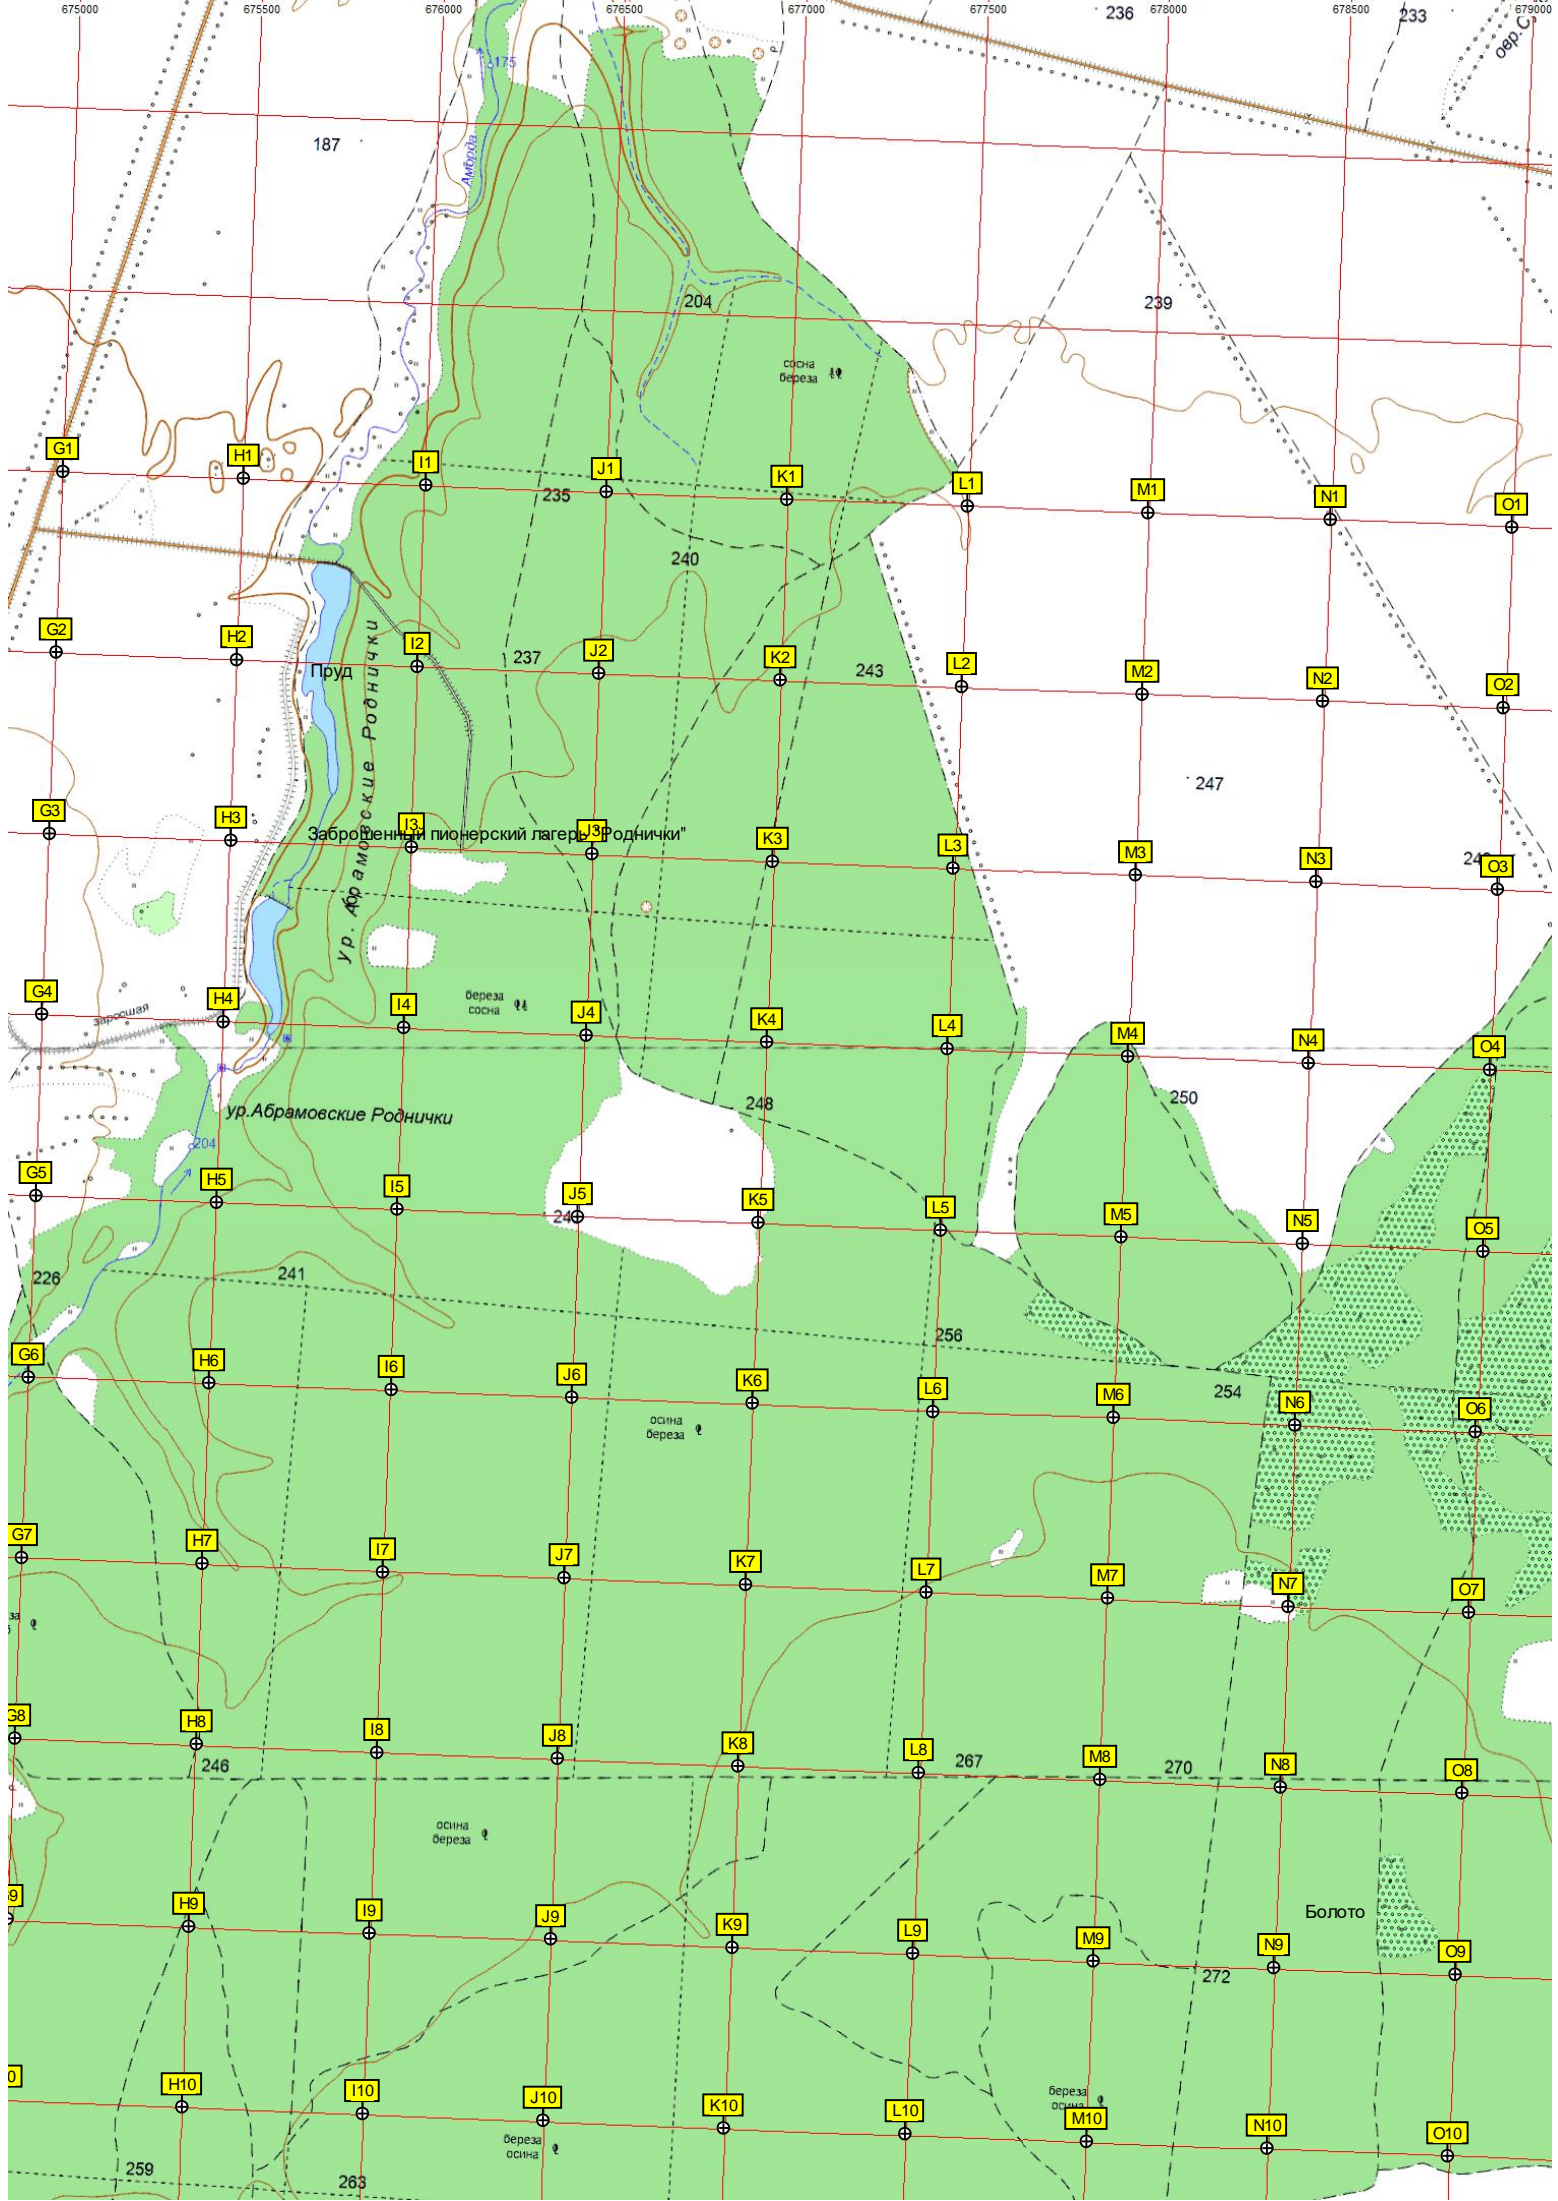 675000 675500 676000 676500 677000 677500 678000 678500 679000
236 233
овр.С
175
187
Амбрда
204
239
сосна
береза
G1 H1 I1 J1 K1 L1 M1 N1 O1
235
240
G2 H2 I2 J2 K2 L2 M2 N2 O2
Пруд
237
243
ур. Абрамовские Роднички
247
G3 H3 I3 J3 K3 L3 M3 N3 O3
Заброшенный пионерский лагерь "Роднички"
береза
сосна
заросшая
G4 H4 I4 J4 K4 L4 M4 N4 O4
250
248
ур.Абрамовские Роднички
204
G5 H5 I5 J5 K5 L5 M5 N5 O5
226
241
256
G6 H6 I6 J6 K6 L6 M6 N6 O6
254
осина
береза
G7 H7 I7 J7 K7 L7 M7 N7 O7
G8 H8 I8 J8 K8 L8 M8 N8 O8
246
267
270
осина
береза
H9 I9 J9 K9 L9 M9 N9 O9
Болото
272
береза
осина
H10 I10 J10 K10 L10 M10 N10 O10
береза
осина
259
263